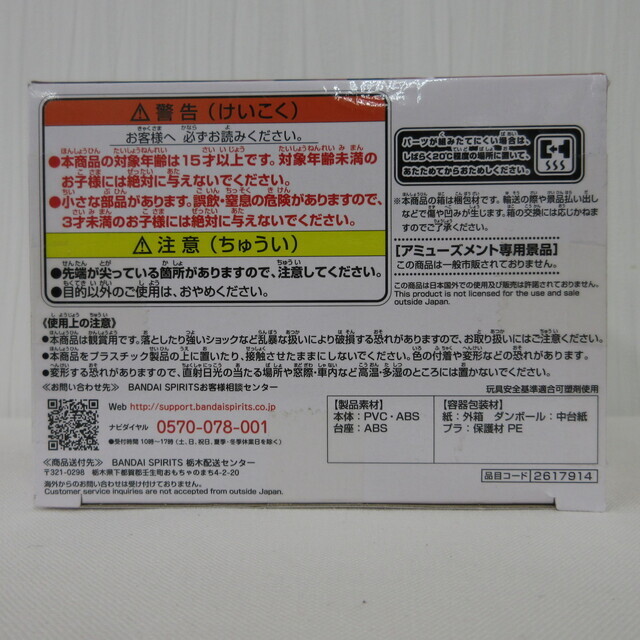 ⚠ 警告（けいこく）
お客様へ 必ずお読みください。
●本商品の対象年齢は15才以上です。対象年齢未満の
お子様には絶対に与えないでください。
●小さな部品があります。誤飲・窒息の危険がありますので、
3才未満のお子様には絶対に与えないでください。
⚠ 注意（ちゅうい）
●先端が尖っている箇所がありますので、注意してください。
●目的以外のご使用は、おやめください。
パーツが組みたてにくい場合は、
しばらく20℃程度の場所に置いて、
あたためてからおためしください。
※本商品の箱は梱包材です。輸送の際や景品払い出し
などで傷や凹みが生じます。箱の交換には応じかねま
すのでご了承ください。
【アミューズメント専用景品】
この商品は一般市販されていません。
この商品は日本国外での使用及び販売は許諾されておりません。
This product is not licensed for the use and sale
outside Japan.
《使用上の注意》
●本商品は観賞用です。落としたり強いショックなど乱暴な扱いにより破損する恐れがありますので、お取り扱いにはご注意ください。
●本商品をプラスチック製品の上に置いたり、接触させたままにしないでください。色の付着や変形などの恐れがあります。
●変形する恐れがありますので、直射日光の当たる場所や窓際・車内など高温・多湿のところには置かないでください。
≪お問い合わせ先≫ BANDAI SPIRITSお客様相談センター
Web http://support.bandaispirits.co.jp
ナビダイヤル 0570-078-001
●受付時間 10時～17時(土、日、祝日、夏季・冬季休業日を除く)
≪商品送付先≫ BANDAI SPIRITS 栃木配送センター
〒321-0298 栃木県下都賀郡壬生町おもちゃのまち4-2-20
海外からのお問い合わせは受け付けておりません。
Customer service inquiries are not accepted from outside Japan.
玩具安全基準適合可塑剤使用
【製品素材】
本体：PVC・ABS
台座：ABS
【容器包装材】
紙：外箱 ダンボール：中台紙
プラ：保護材 PE
品目コード 2617914